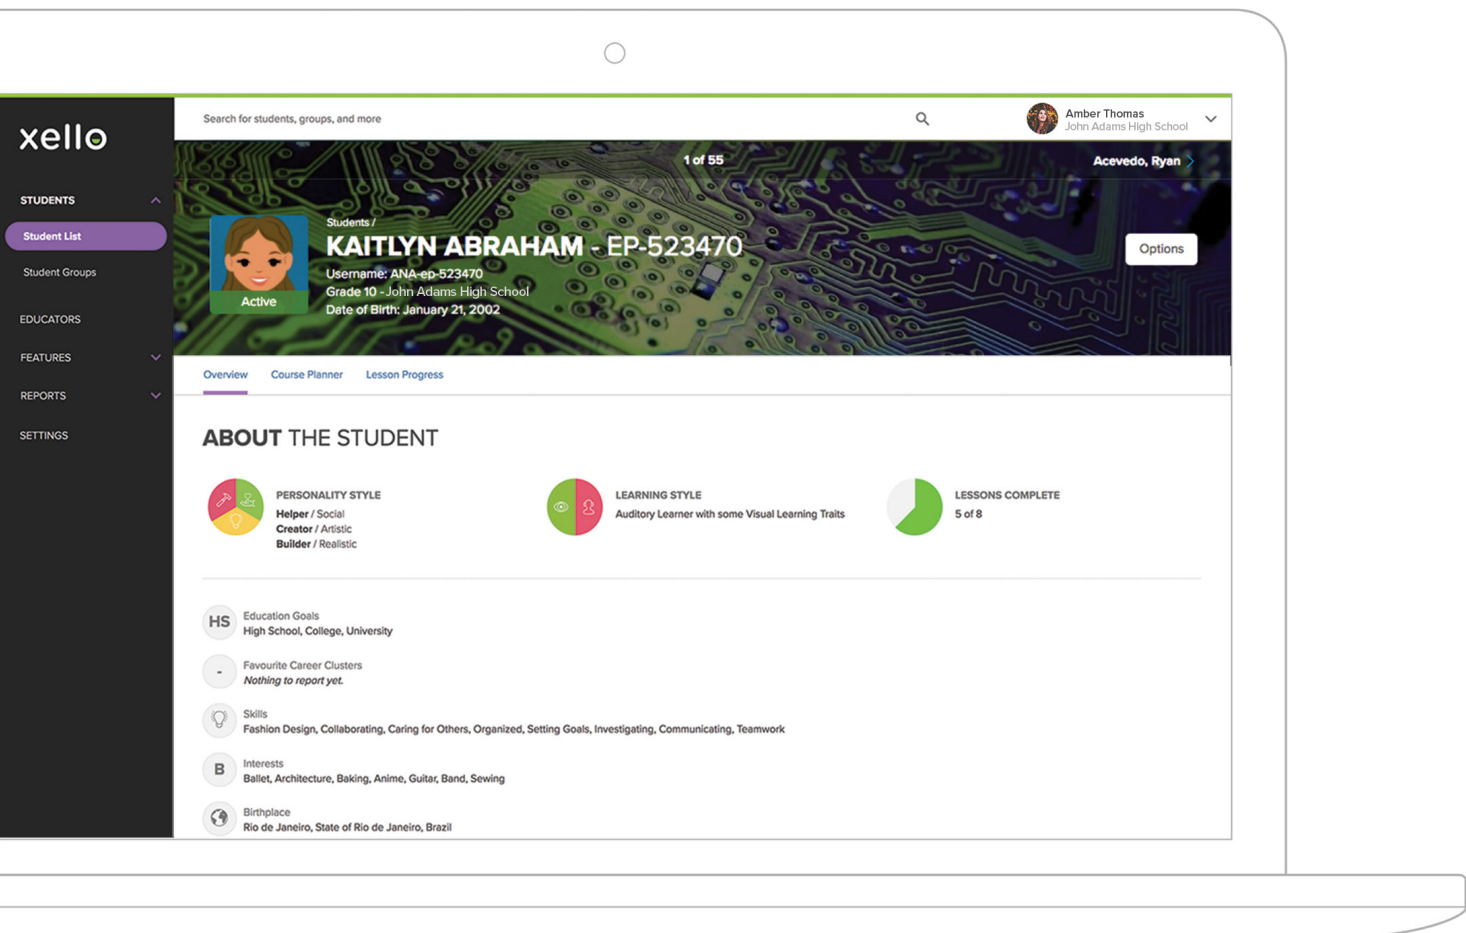 xello
Search for students, groups, and more
Amber Thomas
John Adams High School
STUDENTS
Student List
Student Groups
EDUCATORS
FEATURES
REPORTS
SETTINGS
1 of 55
Acevedo, Ryan
Students /
KAITLYN ABRAHAM - EP-523470
Username: ANA-ep-523470
Grade 10 - John Adams High School
Date of Birth: January 21, 2002
Active
Options
Overview Course Planner Lesson Progress
ABOUT THE STUDENT
PERSONALITY STYLE
Helper / Social
Creator / Artistic
Builder / Realistic
LEARNING STYLE
Auditory Learner with some Visual Learning Traits
LESSONS COMPLETE
5 of 8
HS
Education Goals
High School, College, University
-
Favourite Career Clusters
Nothing to report yet.
Skills
Fashion Design, Collaborating, Caring for Others, Organized, Setting Goals, Investigating, Communicating, Teamwork
B
Interests
Ballet, Architecture, Baking, Anime, Guitar, Band, Sewing
Birthplace
Rio de Janeiro, State of Rio de Janeiro, Brazil